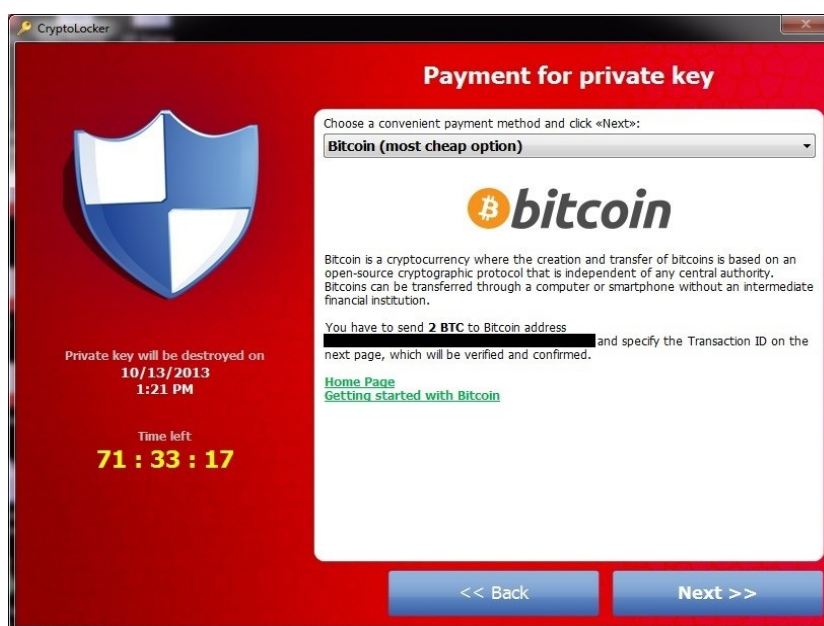 CryptoLocker
Payment for private key
Choose a convenient payment method and click «Next»:
Bitcoin (most cheap option)
bitcoin
Bitcoin is a cryptocurrency where the creation and transfer of bitcoins is based on an
open-source cryptographic protocol that is independent of any central authority.
Bitcoins can be transferred through a computer or smartphone without an intermediate
financial institution.
You have to send 2 BTC to Bitcoin address
and specify the Transaction ID on the
next page, which will be verified and confirmed.
Home Page
Getting started with Bitcoin
Private key will be destroyed on
10/13/2013
1:21 PM
Time left
71 : 33 : 17
<< Back
Next >>